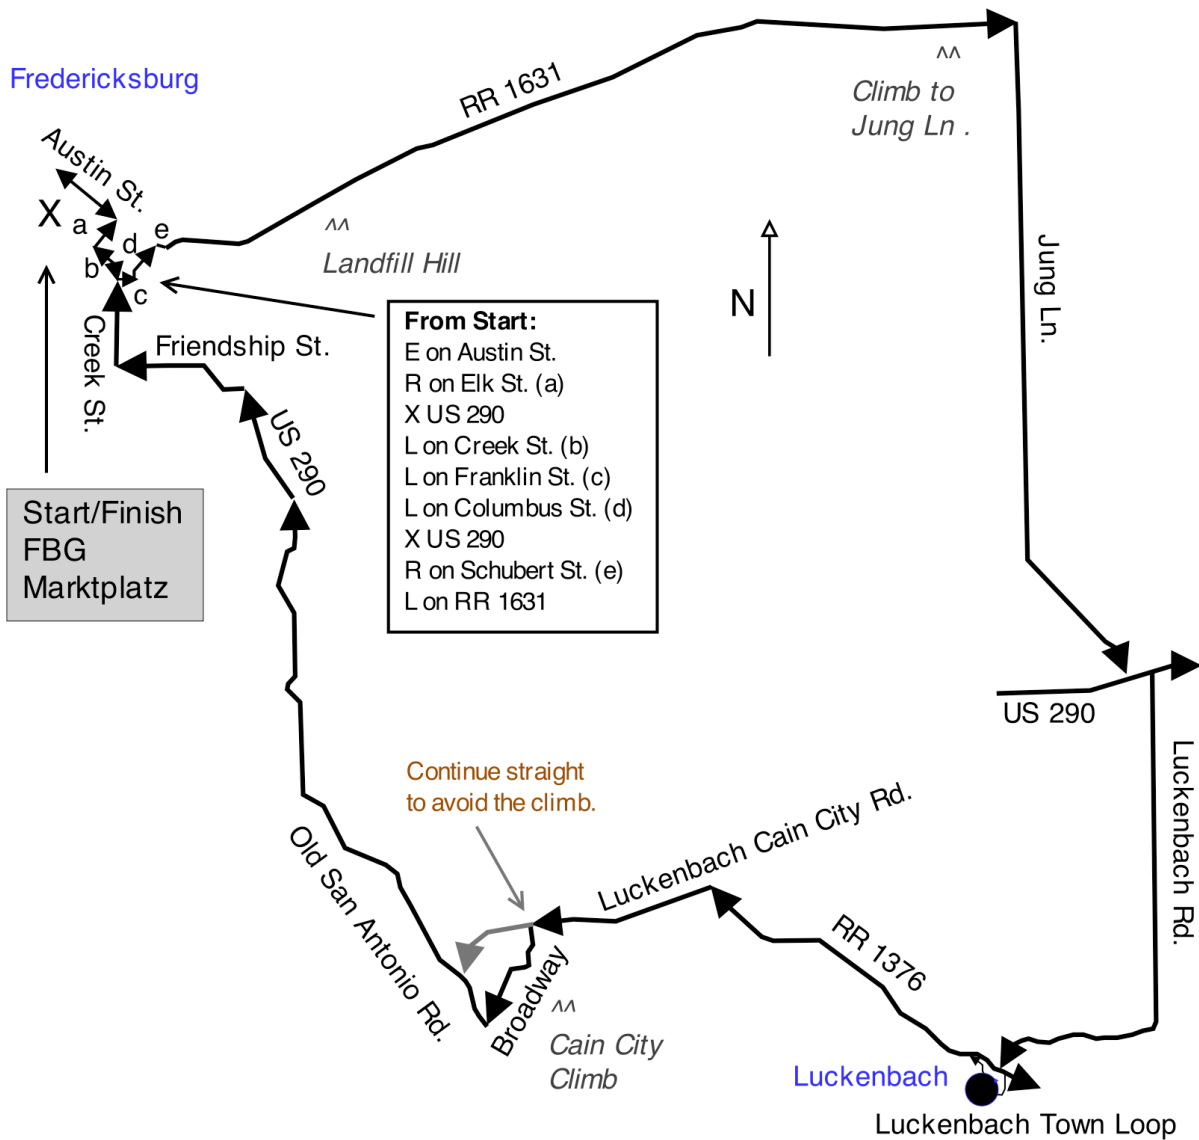 Fredericksburg
RR 1631
^^
Climb to
Jung Ln .
Austin St.
X
a
d
e
b
c
^^
Landfill Hill
N
Jung Ln.
Creek St.
Friendship St.
US 290
From Start:
E on Austin St.
R on Elk St. (a)
X US 290
L on Creek St. (b)
L on Franklin St. (c)
L on Columbus St. (d)
X US 290
R on Schubert St. (e)
L on RR 1631
Start/Finish
FBG
Marktplatz
US 290
Luckenbach Rd.
Continue straight
to avoid the climb.
Luckenbach Cain City Rd.
Old San Antonio Rd.
RR 1376
Broadway
^^
Cain City
Climb
Luckenbach
Luckenbach Town Loop